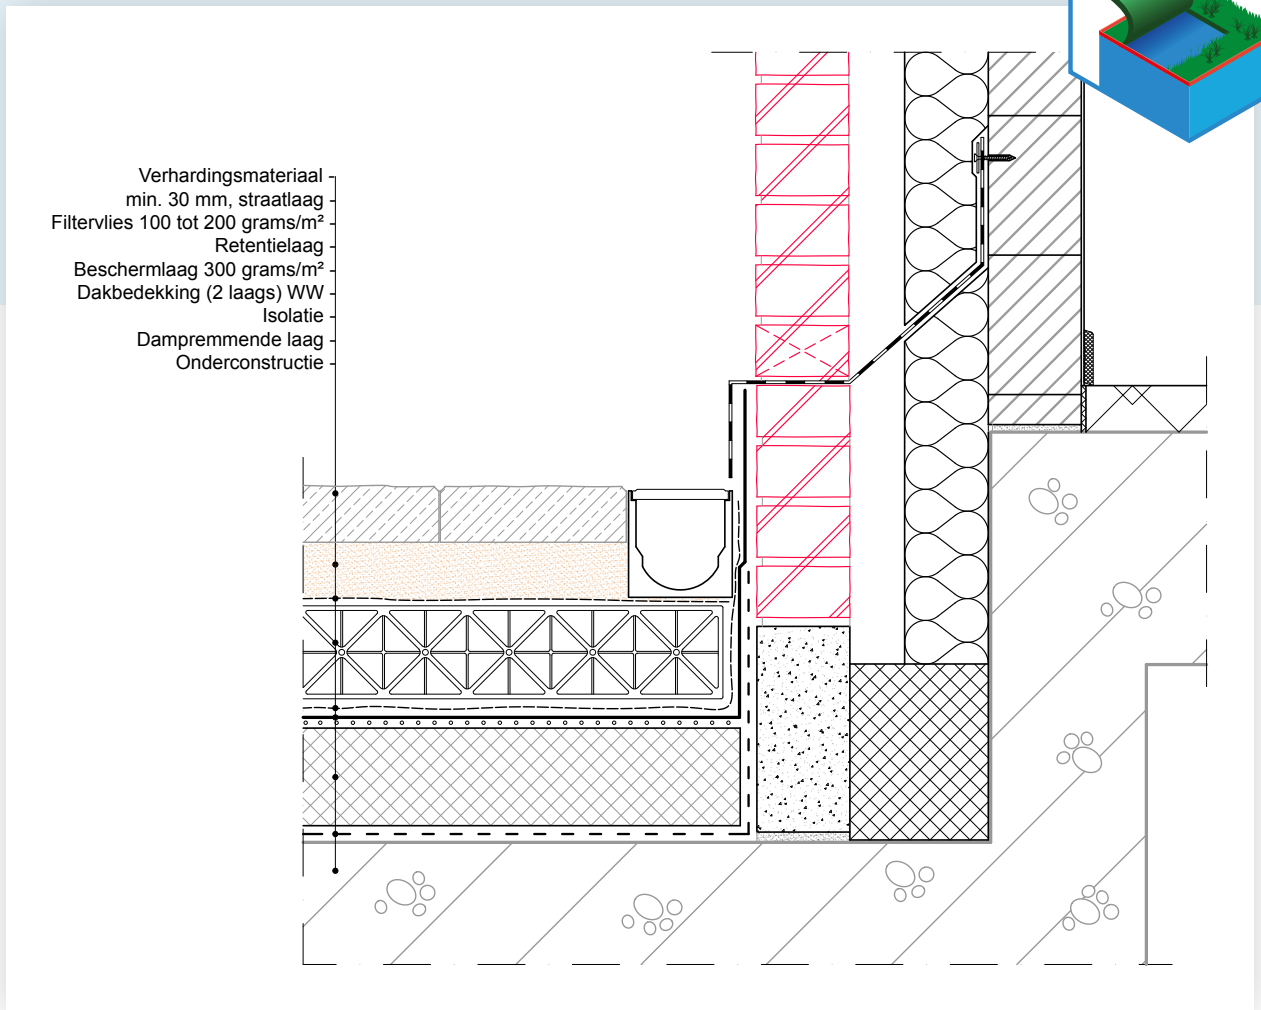 Verhardingsmateriaal
min. 30 mm, straatlaag
Filtervlies 100 tot 200 grams/m²
Retentielaag
Beschermlaag 300 grams/m²
Dakbedekking (2 laags) WW
Isolatie
Dampremmende laag
Onderconstructie